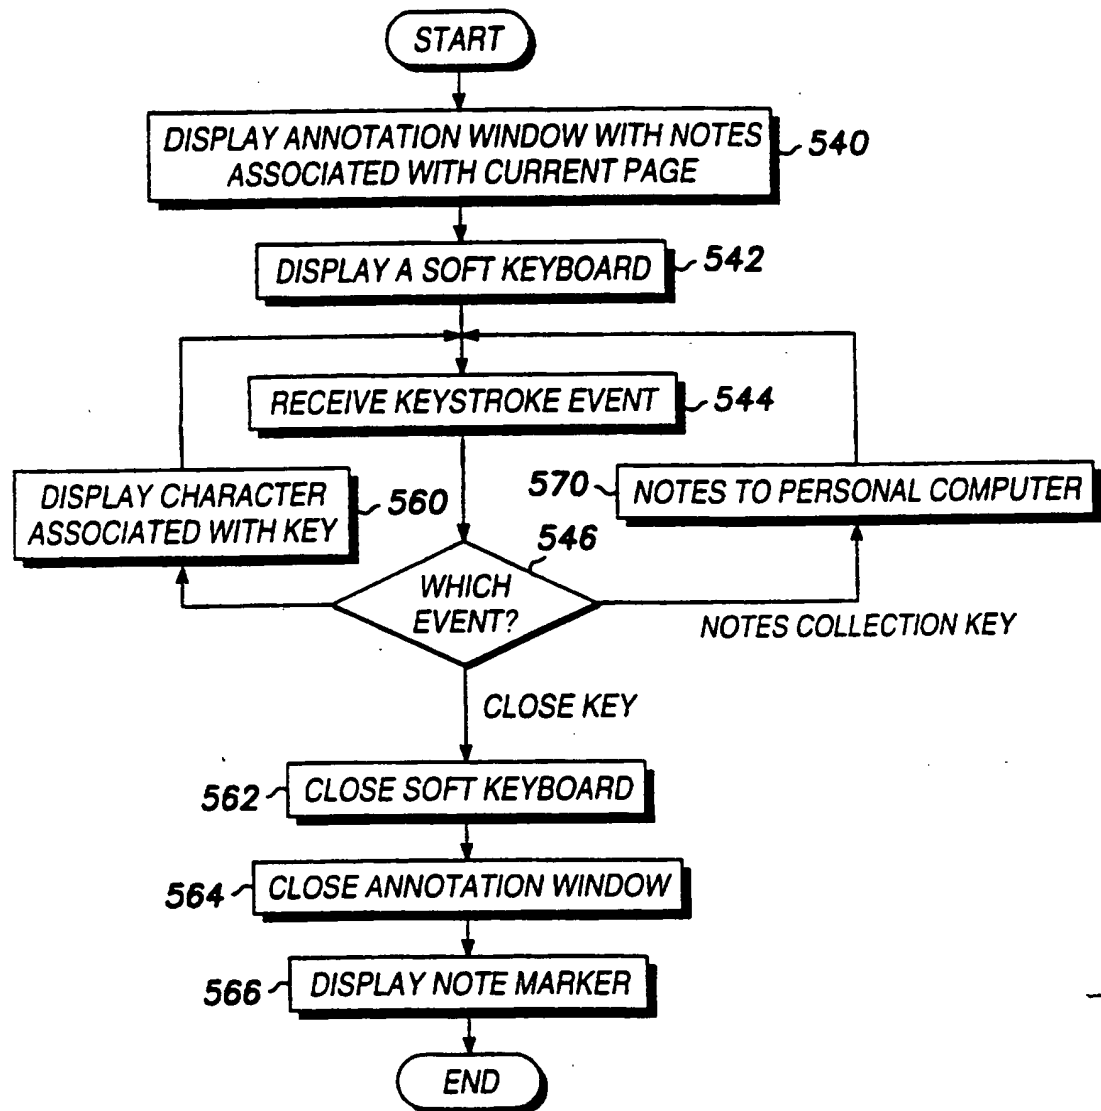 START
DISPLAY ANNOTATION WINDOW WITH NOTES
ASSOCIATED WITH CURRENT PAGE
540
DISPLAY A SOFT KEYBOARD
542
RECEIVE KEYSTROKE EVENT
544
DISPLAY CHARACTER
ASSOCIATED WITH KEY
560
570
NOTES TO PERSONAL COMPUTER
546
WHICH
EVENT?
NOTES COLLECTION KEY
CLOSE KEY
562
CLOSE SOFT KEYBOARD
564
CLOSE ANNOTATION WINDOW
566
DISPLAY NOTE MARKER
END